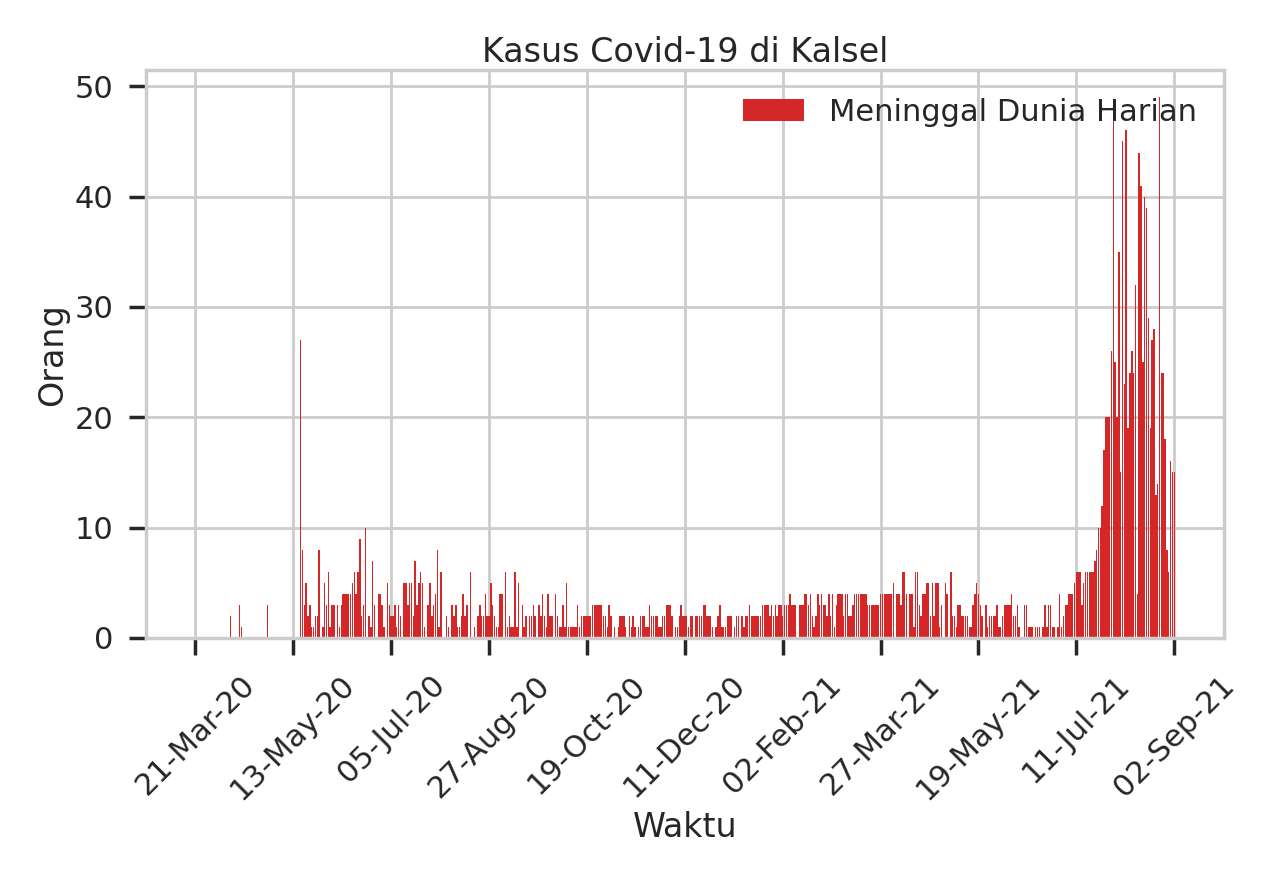 Kasus Covid-19 di Kalsel
Meninggal Dunia Harian
Orang
50
40
30
20
10
0
21-Mar-20
13-May-20
05-Jul-20
27-Aug-20
19-Oct-20
11-Dec-20
02-Feb-21
27-Mar-21
19-May-21
11-Jul-21
02-Sep-21
Waktu